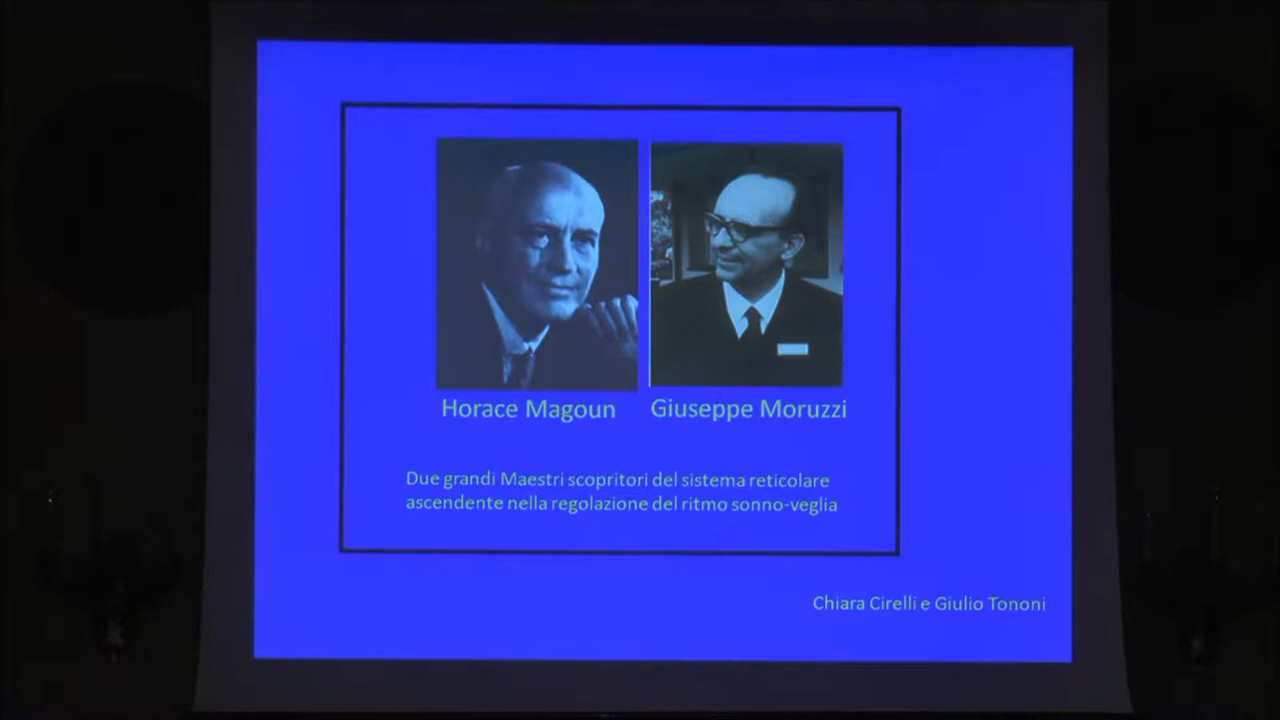 Horace Magoun
Giuseppe Moruzzi
Due grandi Maestri scopritori del sistema reticolare
ascendente nella regolazione del ritmo sonno-veglia
Chiara Cirelli e Giulio Tononi